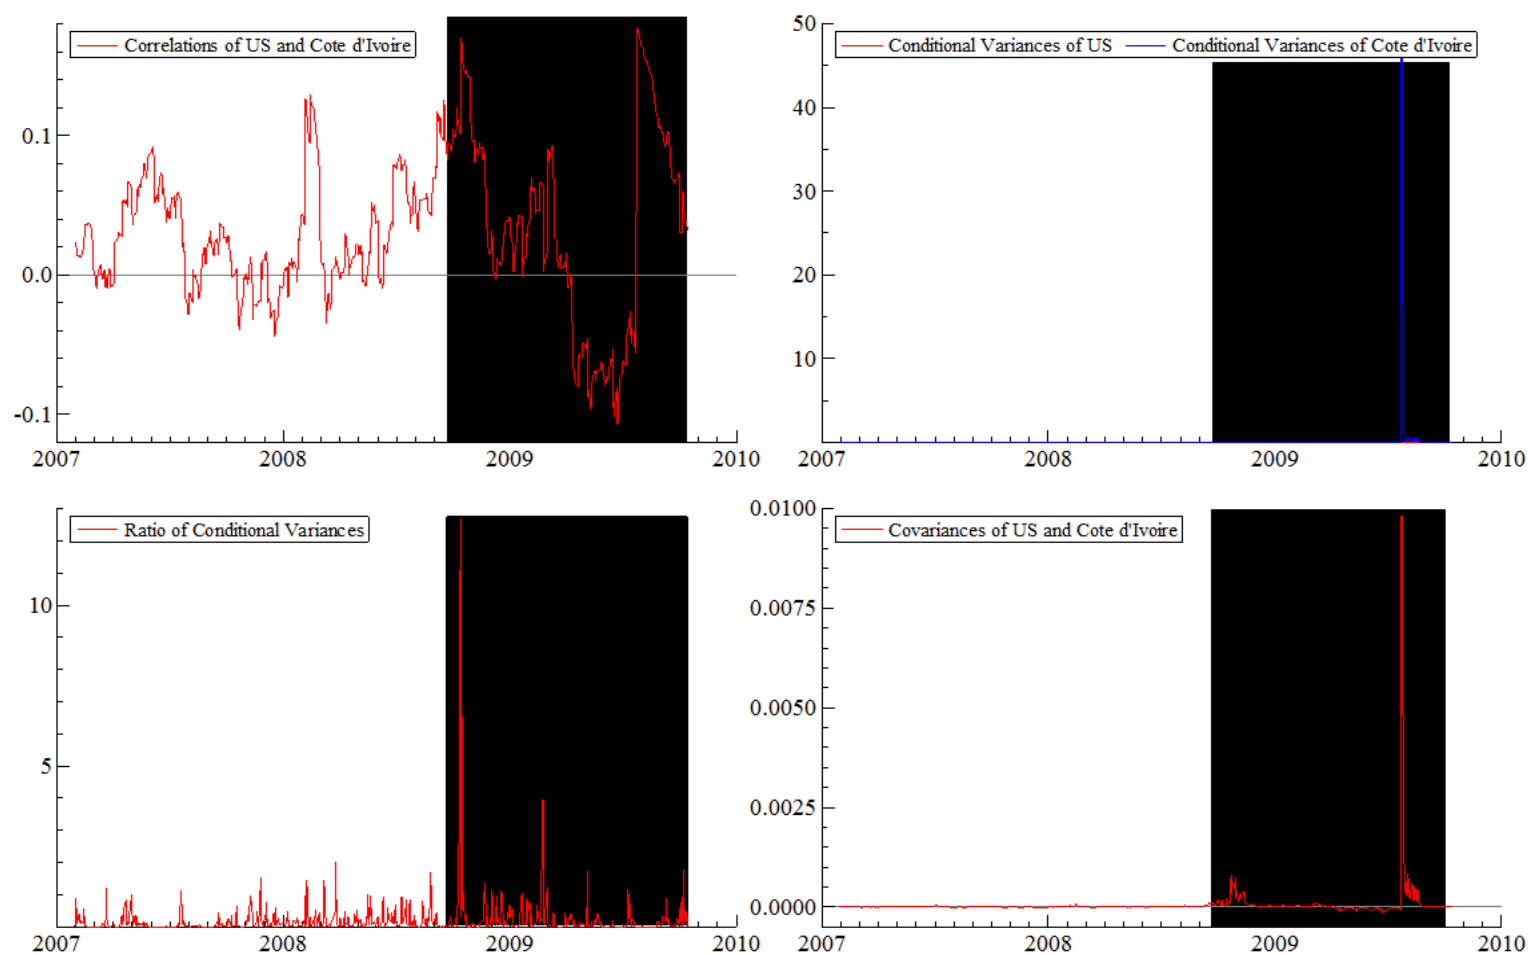 Correlations of US and Cote d'Ivoire
0.1
0.0
-0.1
2007 2008 2009 2010
Conditional Variances of US Conditional Variances of Cote d'Ivoire
50
40
30
20
10
2007 2008 2009 2010
Ratio of Conditional Variances
10
5
2007 2008 2009 2010
Covariances of US and Cote d'Ivoire
0.0100
0.0075
0.0050
0.0025
0.0000
2007 2008 2009 2010